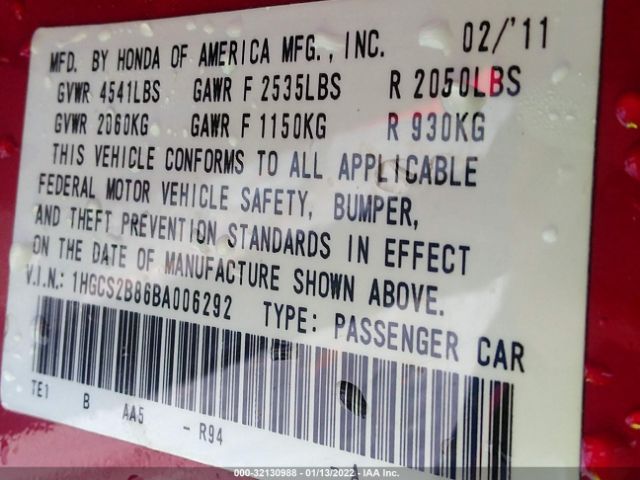 MFD. BY HONDA OF AMERICA MFG., INC. 02/'11
GVWR 4541LBS GAWR F 2535LBS R 2050LBS
GVWR 2060KG GAWR F 1150KG R 930KG
THIS VEHICLE CONFORMS TO ALL APPLICABLE
FEDERAL MOTOR VEHICLE SAFETY, BUMPER,
AND THEFT PREVENTION STANDARDS IN EFFECT
ON THE DATE OF MANUFACTURE SHOWN ABOVE.
V.I.N.: 1HGCS2B86BA006292 TYPE: PASSENGER CAR
TE1 B AA5 - R94
000-32130988 - 01/13/2022 - IAA Inc.